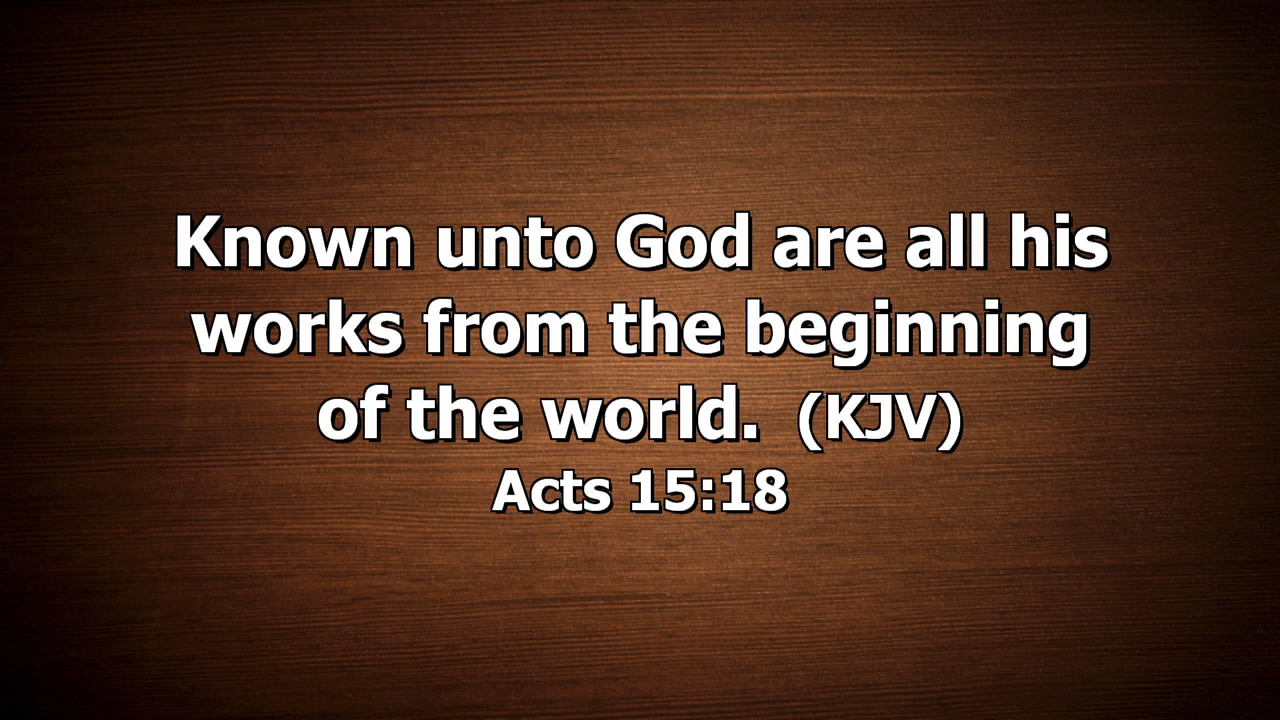 Known unto God are all his
works from the beginning
of the world. (KJV)
Acts 15:18